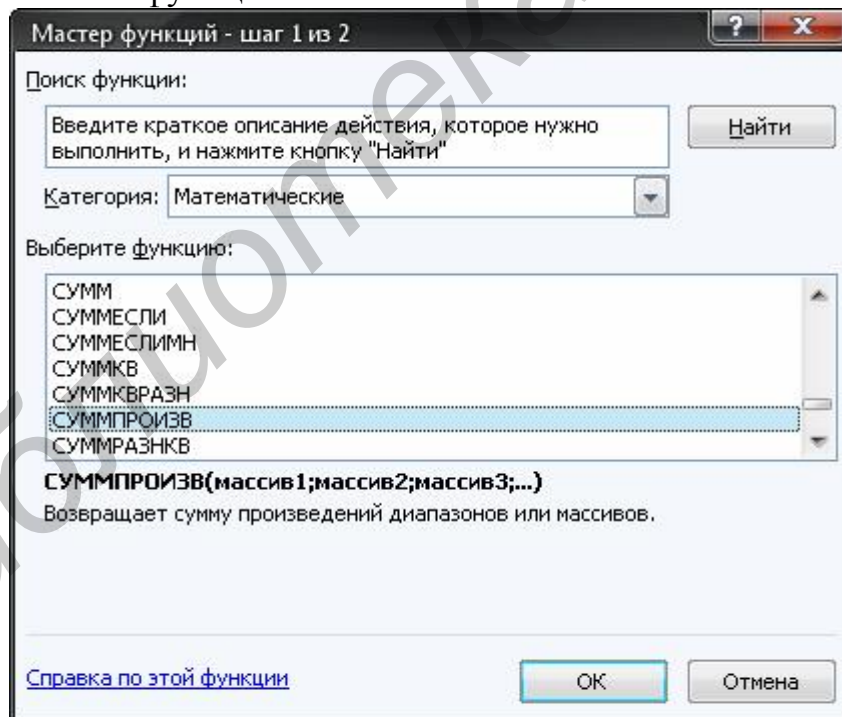 Мастер функций - шаг 1 из 2
Поиск функции:
Введите краткое описание действия, которое нужно
выполнить, и нажмите кнопку "Найти"
Найти
Категория: Математические
Выберите функцию:
СУММ
СУММЕСЛИ
СУММЕСЛИМН
СУММКВ
СУММКВРАЗН
СУММПРОИЗВ
СУММРАЗНКВ
СУММПРОИЗВ(массив1;массив2;массив3;...)
Возвращает сумму произведений диапазонов или массивов.
Справка по этой функции
ОК
Отмена